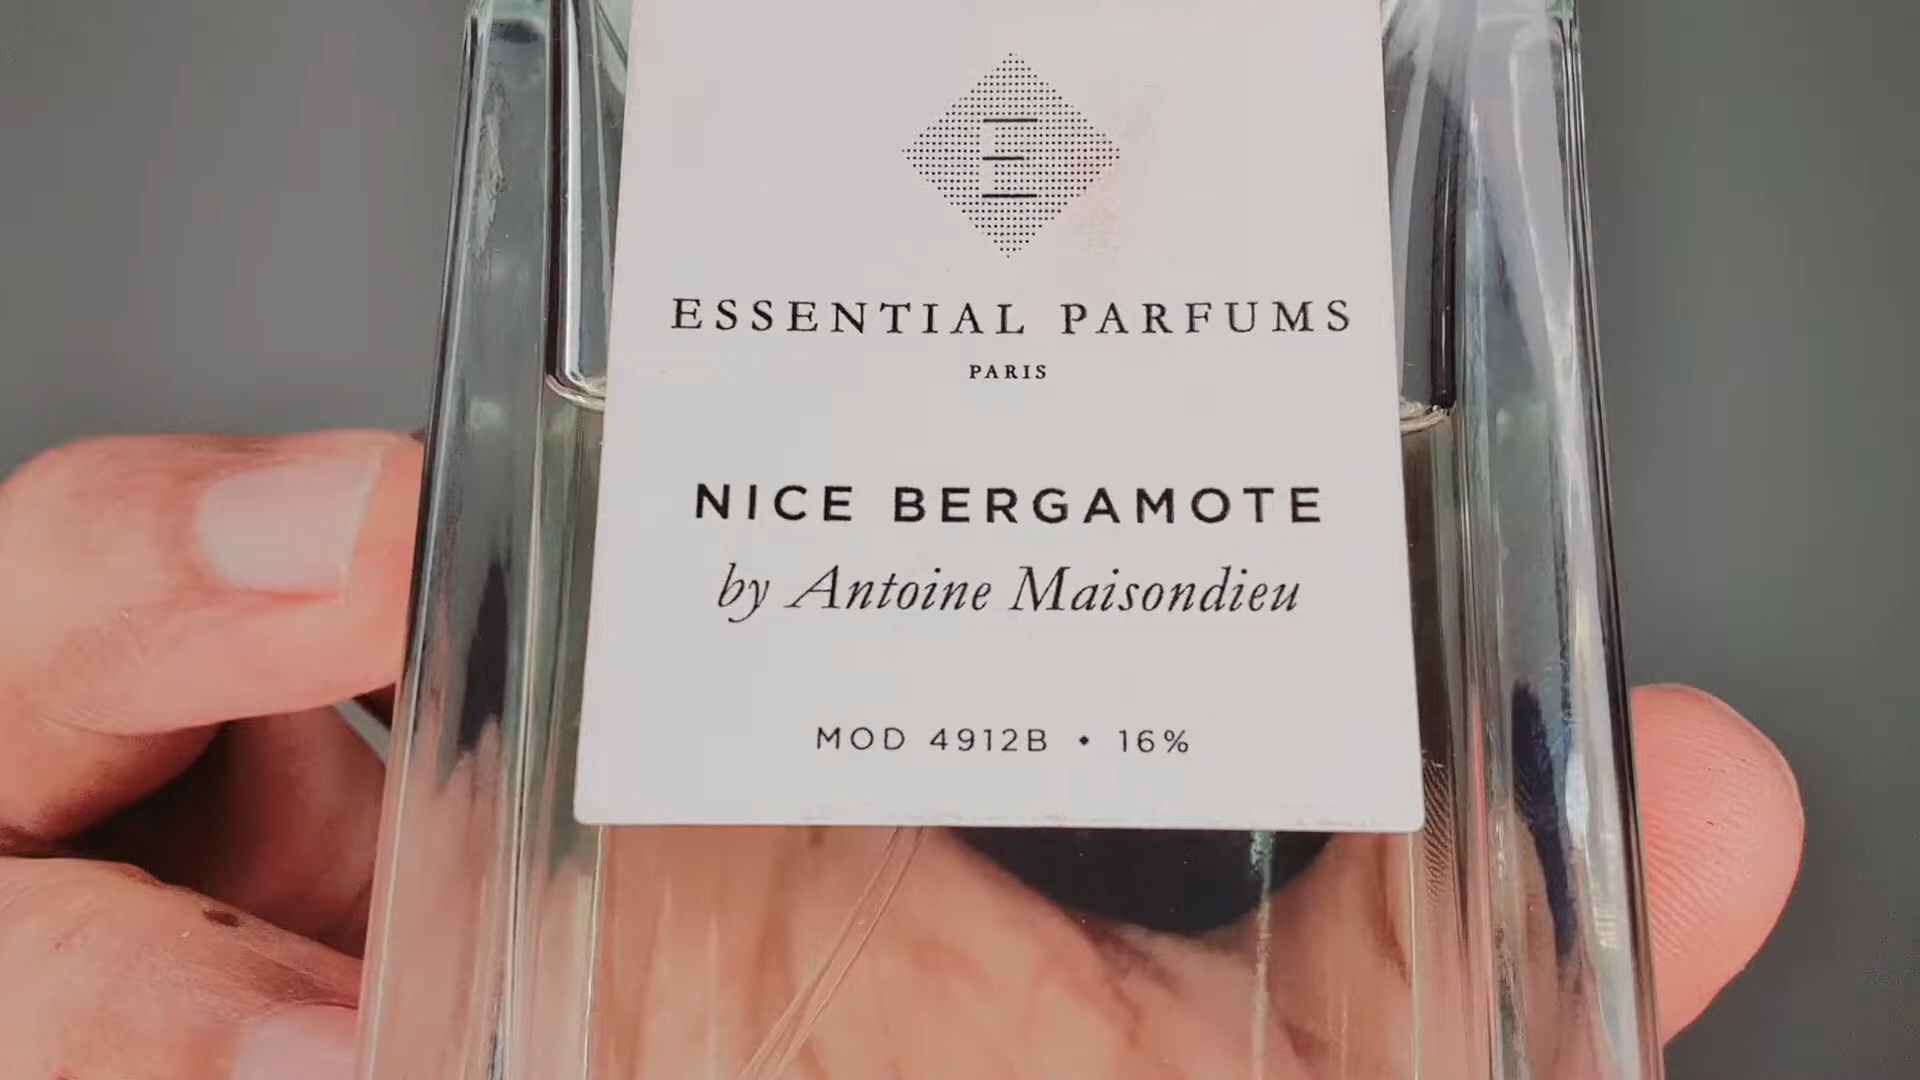 E
ESSENTIAL PARFUMS
PARIS
NICE BERGAMOTE
by Antoine Maisondieu
MOD 4912B • 16%